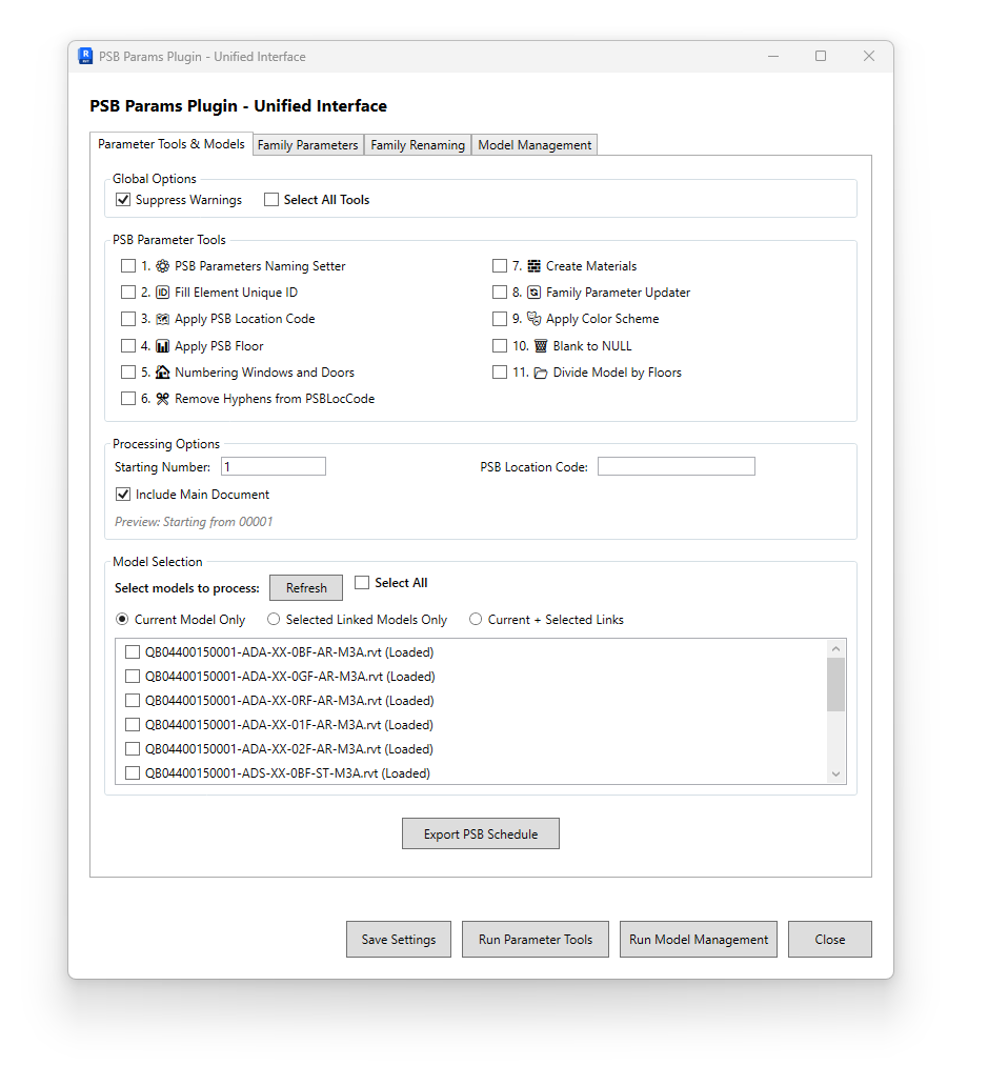 PSB Params Plugin - Unified Interface
PSB Params Plugin - Unified Interface
Parameter Tools & Models Family Parameters Family Renaming Model Management
Global Options
Suppress Warnings Select All Tools
PSB Parameter Tools
1. PSB Parameters Naming Setter
2. ID Fill Element Unique ID
3. Apply PSB Location Code
4. Apply PSB Floor
5. Numbering Windows and Doors
6. Remove Hyphens from PSBLocCode
7. Create Materials
8. Family Parameter Updater
9. Apply Color Scheme
10. Blank to NULL
11. Divide Model by Floors
Processing Options
Starting Number: 1 PSB Location Code:
Include Main Document
Preview: Starting from 00001
Model Selection
Select models to process: Refresh Select All
Current Model Only Selected Linked Models Only Current + Selected Links
QB04400150001-ADA-XX-0BF-AR-M3A.rvt (Loaded)
QB04400150001-ADA-XX-0GF-AR-M3A.rvt (Loaded)
QB04400150001-ADA-XX-0RF-AR-M3A.rvt (Loaded)
QB04400150001-ADA-XX-01F-AR-M3A.rvt (Loaded)
QB04400150001-ADA-XX-02F-AR-M3A.rvt (Loaded)
QB04400150001-ADS-XX-0BF-ST-M3A.rvt (Loaded)
Export PSB Schedule
Save Settings Run Parameter Tools Run Model Management Close